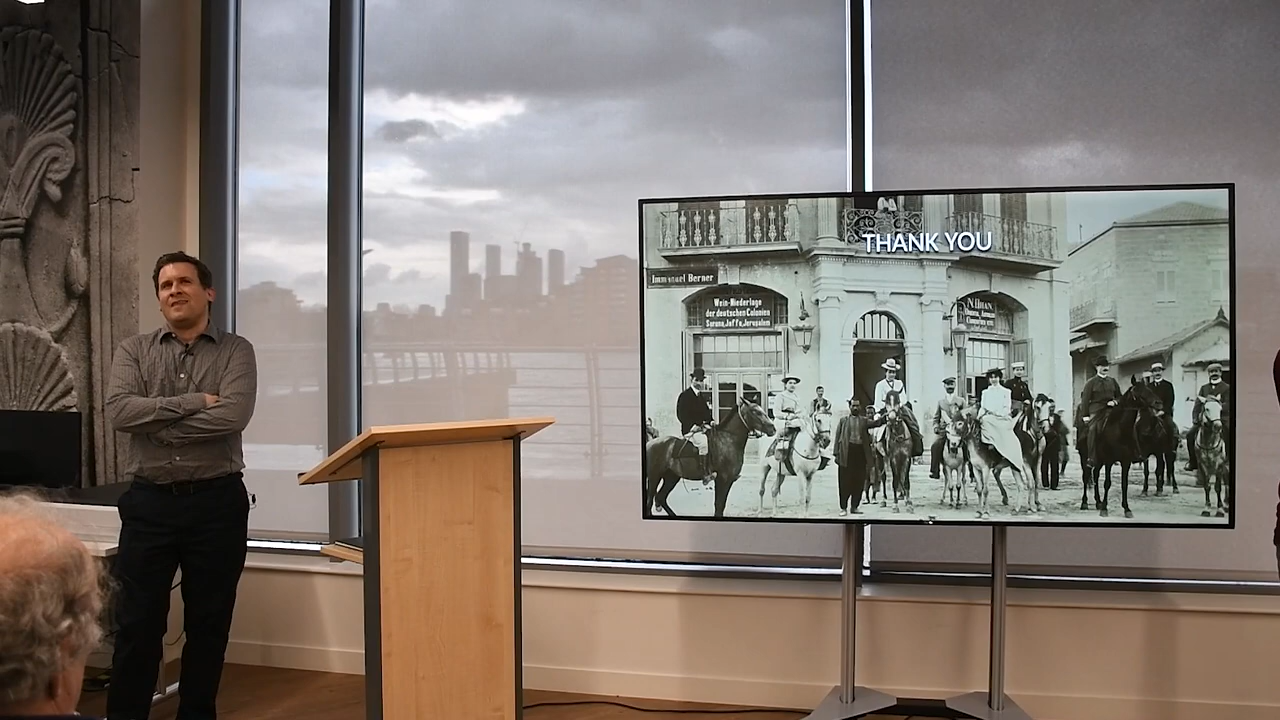 THANK YOU
Immanuel Berner
Wein-Niederlage
der deutschen Colonien
Sarona, Jaffa, Jerusalem